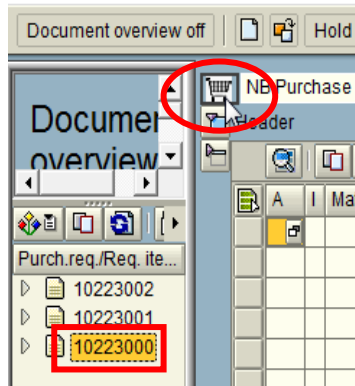 Document overview off Hold
NB Purchase
Documen
overview
Header
A I Ma
Purch.req./Req. ite...
10223002
10223001
10223000